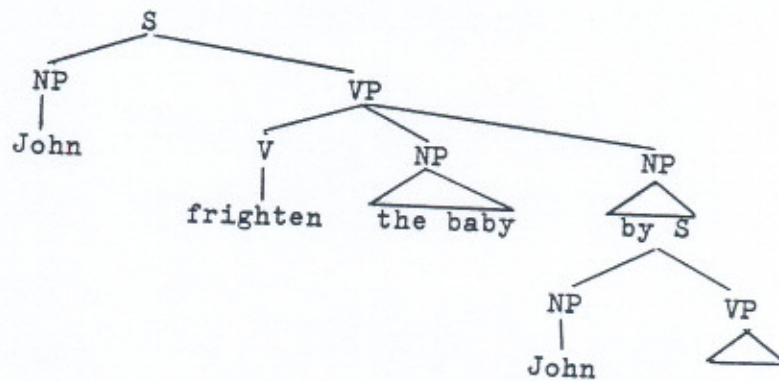 S
NP VP
John V NP NP
frighten the baby by S
NP VP
John